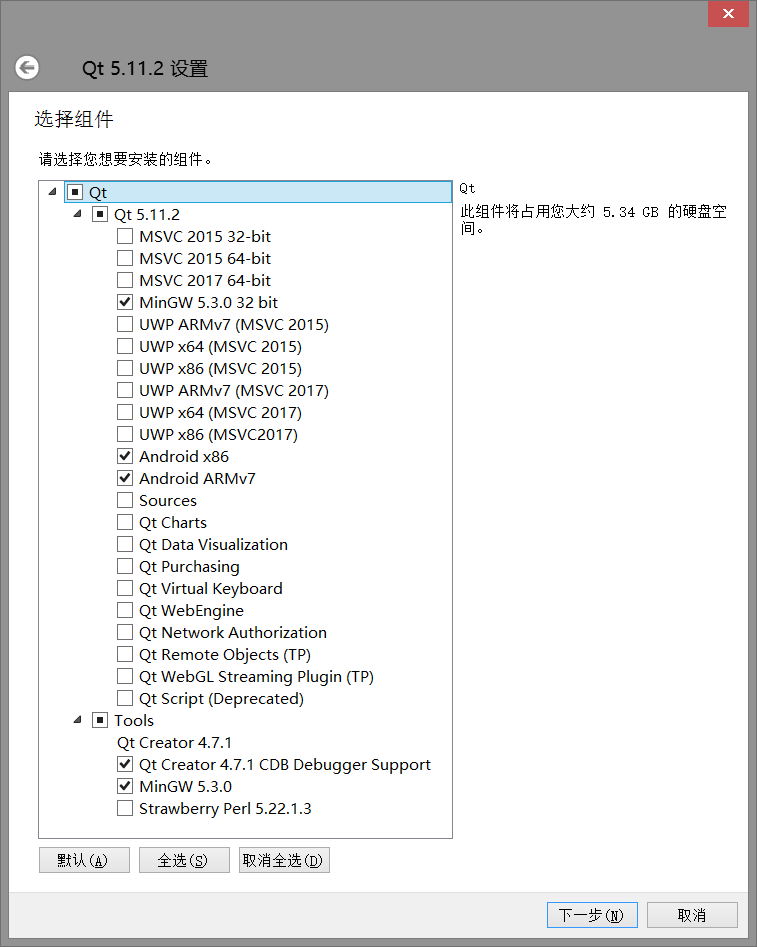 Qt 5.11.2 设置
选择组件
请选择您想要安装的组件。
Qt
Qt 5.11.2
MSVC 2015 32-bit
MSVC 2015 64-bit
MSVC 2017 64-bit
MinGW 5.3.0 32 bit
UWP ARMv7 (MSVC 2015)
UWP x64 (MSVC 2015)
UWP x86 (MSVC 2015)
UWP ARMv7 (MSVC 2017)
UWP x64 (MSVC 2017)
UWP x86 (MSVC2017)
Android x86
Android ARMv7
Sources
Qt Charts
Qt Data Visualization
Qt Purchasing
Qt Virtual Keyboard
Qt WebEngine
Qt Network Authorization
Qt Remote Objects (TP)
Qt WebGL Streaming Plugin (TP)
Qt Script (Deprecated)
Tools
Qt Creator 4.7.1
Qt Creator 4.7.1 CDB Debugger Support
MinGW 5.3.0
Strawberry Perl 5.22.1.3
Qt
此组件将占用您大约 5.34 GB 的硬盘空
间。
默认(A)
全选(S)
取消全选(D)
下一步(N)
取消